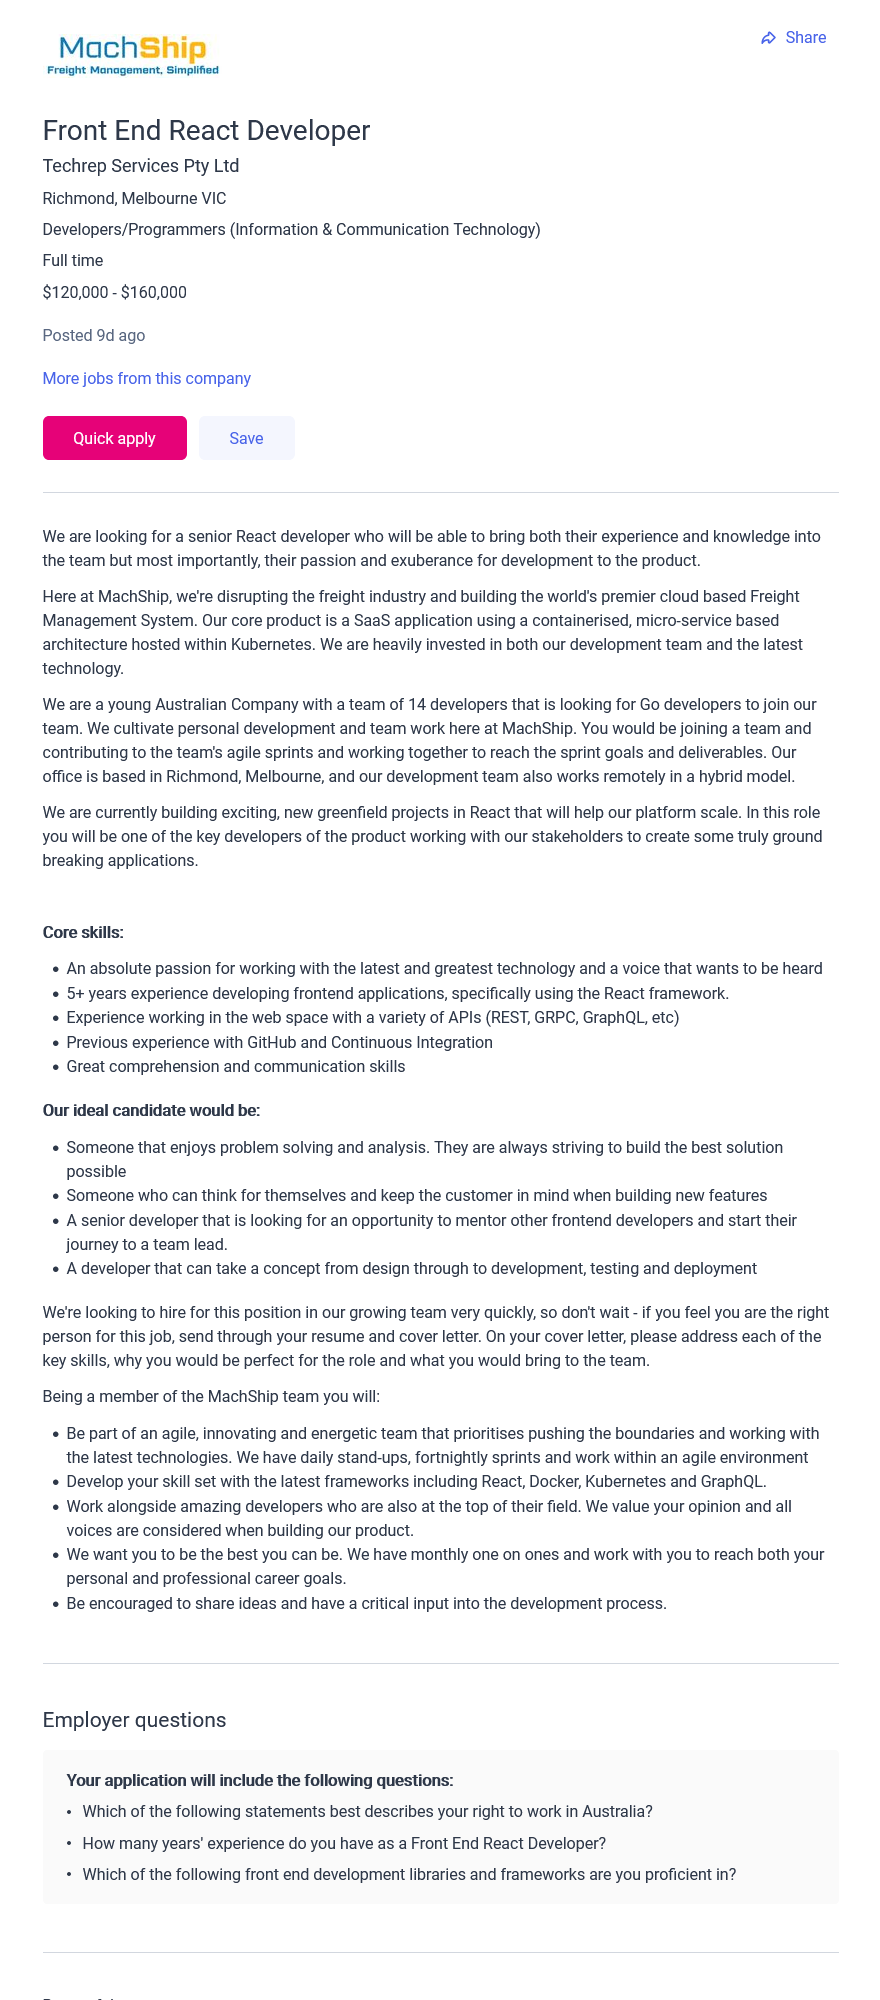 MachShip
Freight Management, Simplified
Share
Front End React Developer
Techrep Services Pty Ltd
Richmond, Melbourne VIC
Developers/Programmers (Information & Communication Technology)
Full time
$120,000 - $160,000
Posted 9d ago
More jobs from this company
Quick apply
Save
We are looking for a senior React developer who will be able to bring both their experience and knowledge into
the team but most importantly, their passion and exuberance for development to the product.
Here at MachShip, we're disrupting the freight industry and building the world's premier cloud based Freight
Management System. Our core product is a SaaS application using a containerised, micro-service based
architecture hosted within Kubernetes. We are heavily invested in both our development team and the latest
technology.
We are a young Australian Company with a team of 14 developers that is looking for Go developers to join our
team. We cultivate personal development and team work here at MachShip. You would be joining a team and
contributing to the team's agile sprints and working together to reach the sprint goals and deliverables. Our
office is based in Richmond, Melbourne, and our development team also works remotely in a hybrid model.
We are currently building exciting, new greenfield projects in React that will help our platform scale. In this role
you will be one of the key developers of the product working with our stakeholders to create some truly ground
breaking applications.
Core skills:
• An absolute passion for working with the latest and greatest technology and a voice that wants to be heard
• 5+ years experience developing frontend applications, specifically using the React framework.
• Experience working in the web space with a variety of APIs (REST, GRPC, GraphQL, etc)
• Previous experience with GitHub and Continuous Integration
• Great comprehension and communication skills
Our ideal candidate would be:
• Someone that enjoys problem solving and analysis. They are always striving to build the best solution
possible
• Someone who can think for themselves and keep the customer in mind when building new features
• A senior developer that is looking for an opportunity to mentor other frontend developers and start their
journey to a team lead.
• A developer that can take a concept from design through to development, testing and deployment
We're looking to hire for this position in our growing team very quickly, so don't wait - if you feel you are the right
person for this job, send through your resume and cover letter. On your cover letter, please address each of the
key skills, why you would be perfect for the role and what you would bring to the team.
Being a member of the MachShip team you will:
• Be part of an agile, innovating and energetic team that prioritises pushing the boundaries and working with
the latest technologies. We have daily stand-ups, fortnightly sprints and work within an agile environment
• Develop your skill set with the latest frameworks including React, Docker, Kubernetes and GraphQL.
• Work alongside amazing developers who are also at the top of their field. We value your opinion and all
voices are considered when building our product.
• We want you to be the best you can be. We have monthly one on ones and work with you to reach both your
personal and professional career goals.
• Be encouraged to share ideas and have a critical input into the development process.
Employer questions
Your application will include the following questions:
• Which of the following statements best describes your right to work in Australia?
• How many years' experience do you have as a Front End React Developer?
• Which of the following front end development libraries and frameworks are you proficient in?